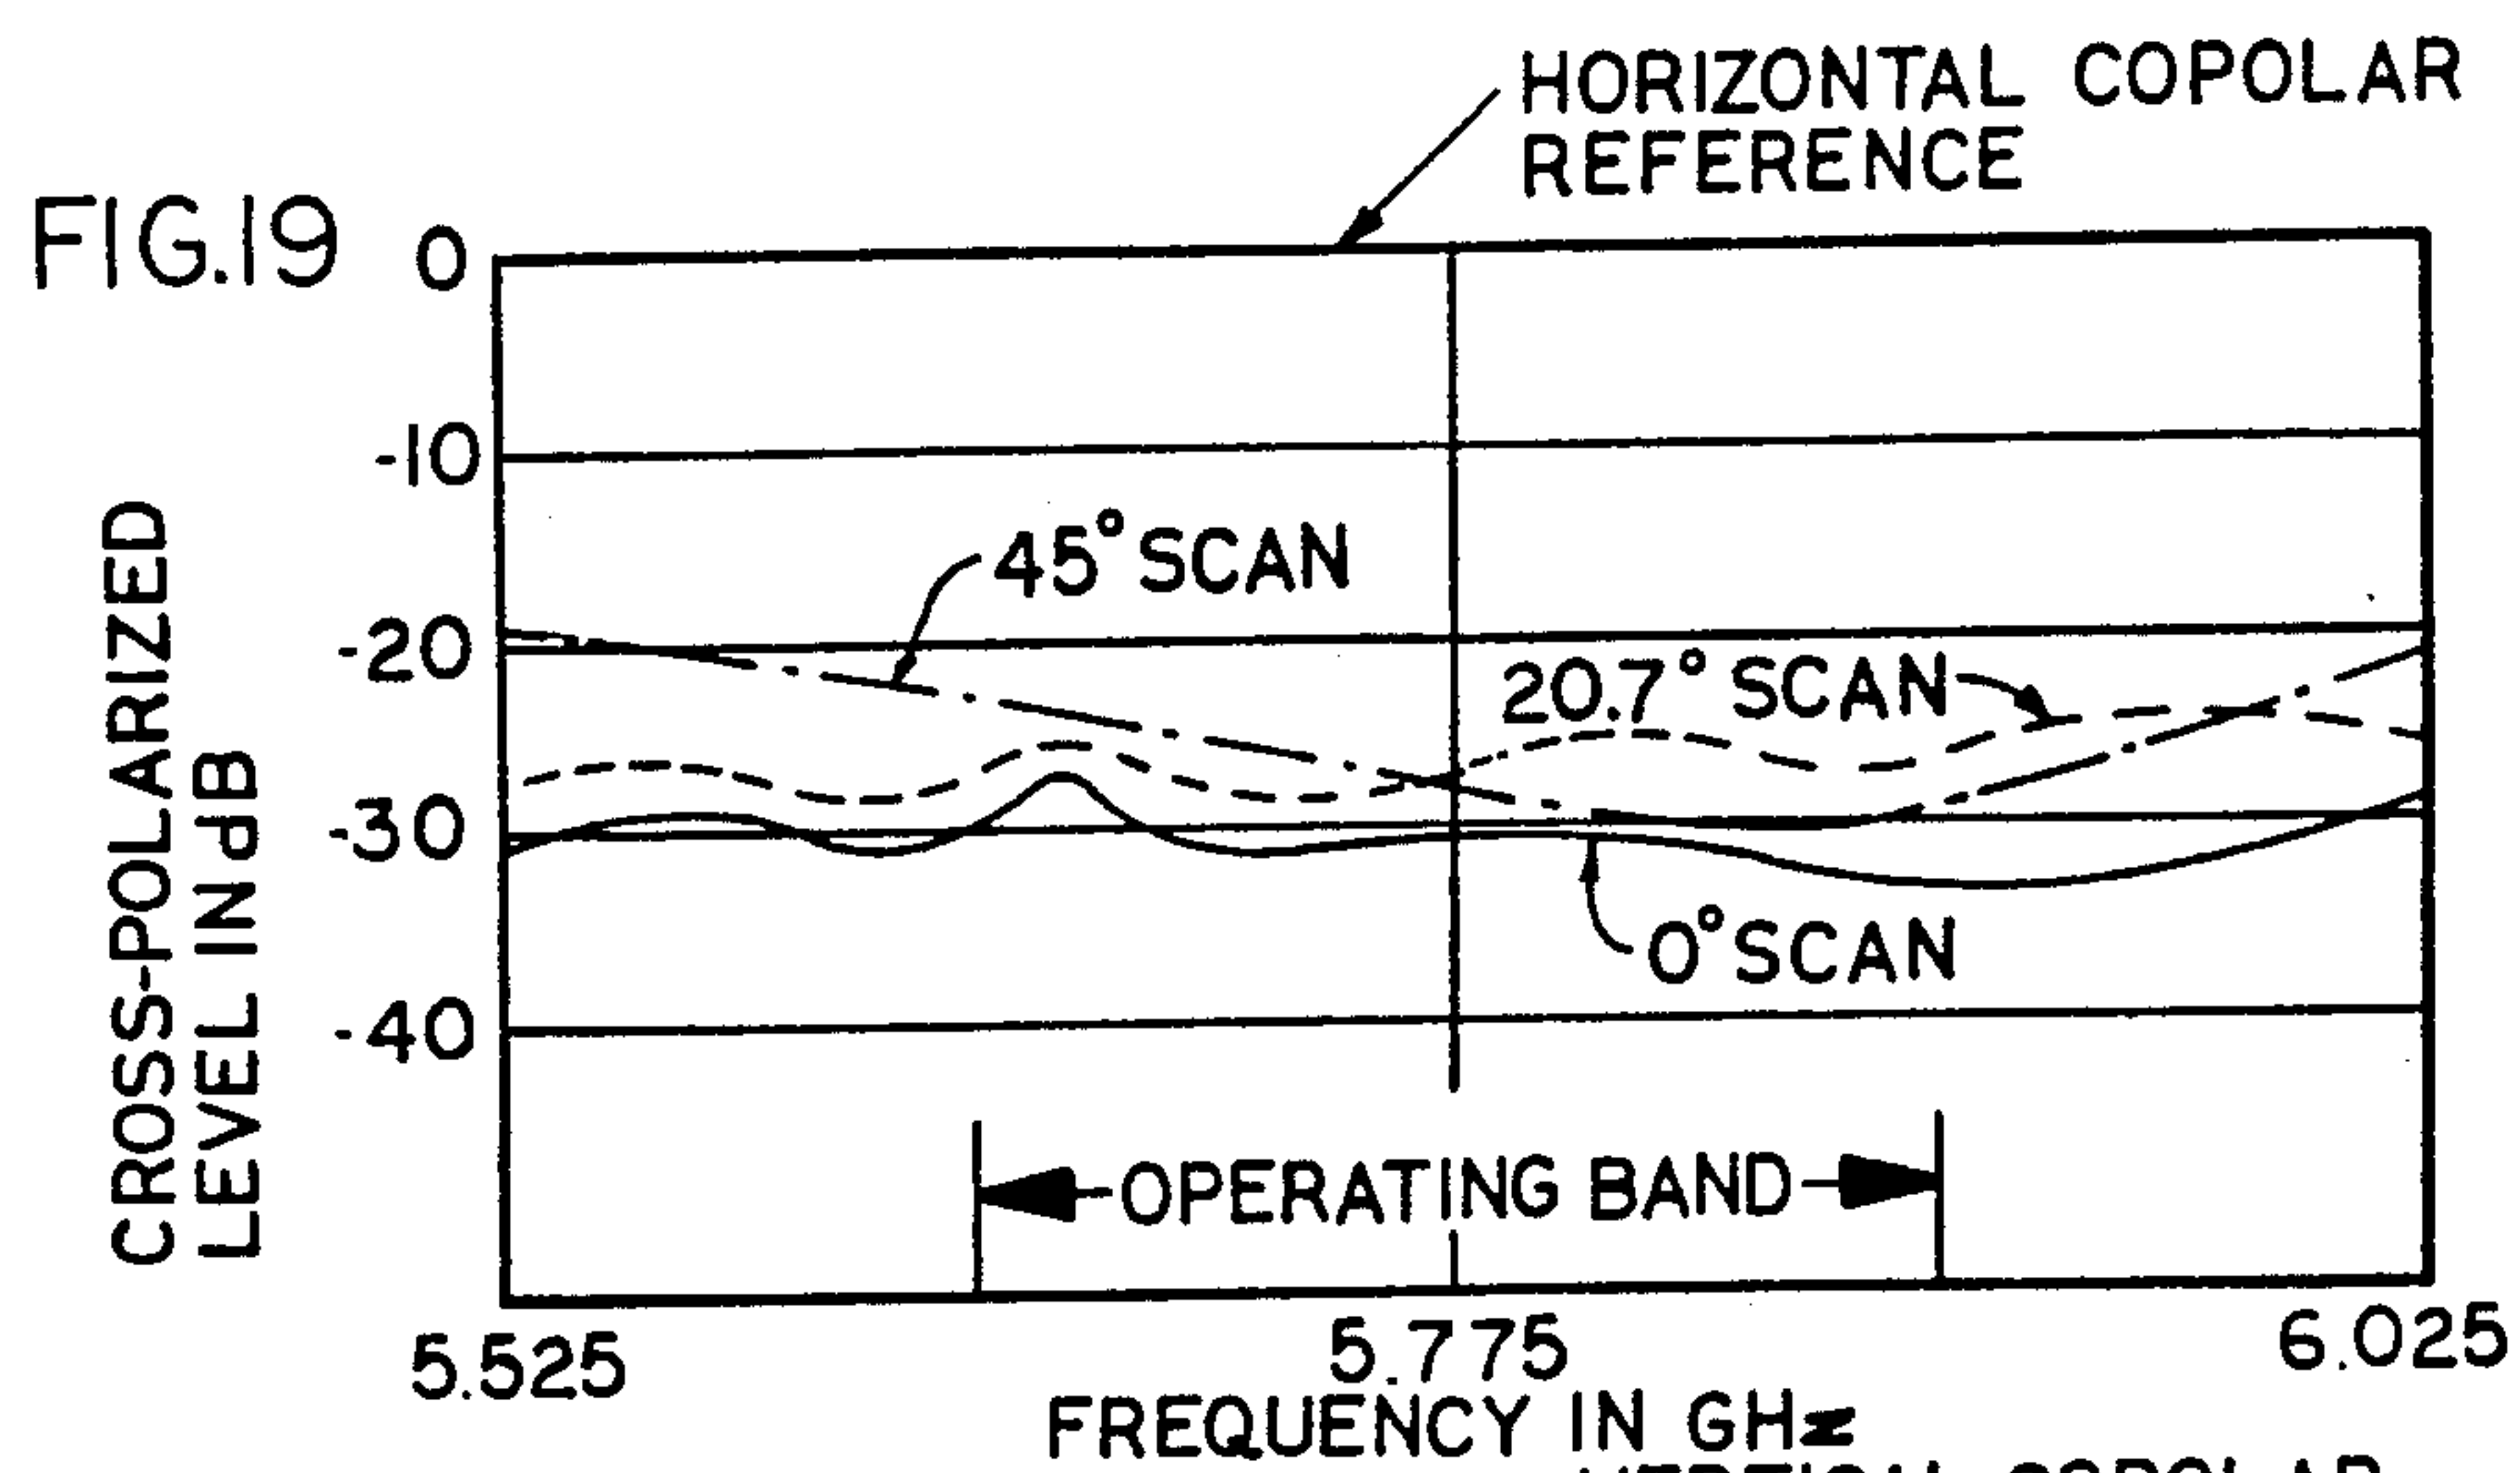 HORIZONTAL COPOLAR
REFERENCE
FIG.19
0
-10
-20
-30
-40
CROSS-POLARIZED
LEVEL IN dB
45° SCAN
20.7° SCAN
0° SCAN
OPERATING BAND
5.525
5.775
6.025
FREQUENCY IN GHz